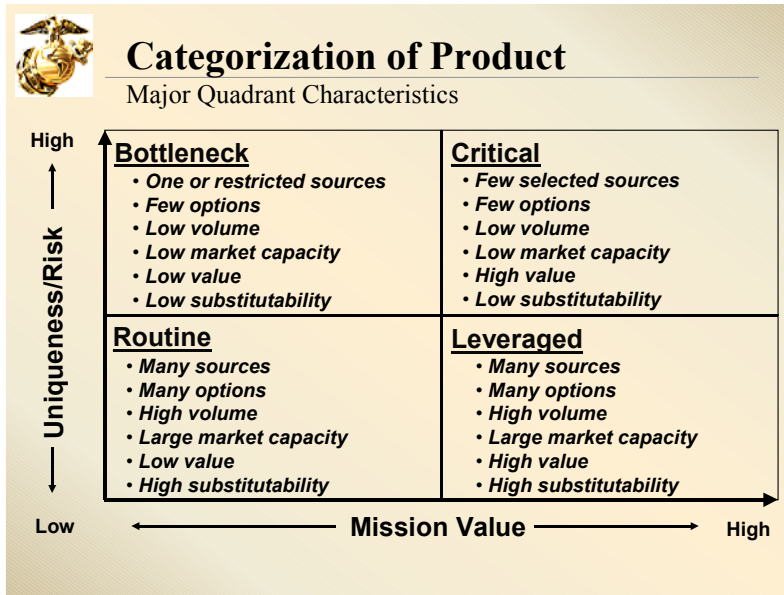 Categorization of Product
Major Quadrant Characteristics
High
Uniqueness/Risk
Low
Bottleneck
• One or restricted sources
• Few options
• Low volume
• Low market capacity
• Low value
• Low substitutability
Critical
• Few selected sources
• Few options
• Low volume
• Low market capacity
• High value
• Low substitutability
Routine
• Many sources
• Many options
• High volume
• Large market capacity
• Low value
• High substitutability
Leveraged
• Many sources
• Many options
• High volume
• Large market capacity
• High value
• High substitutability
Mission Value
High